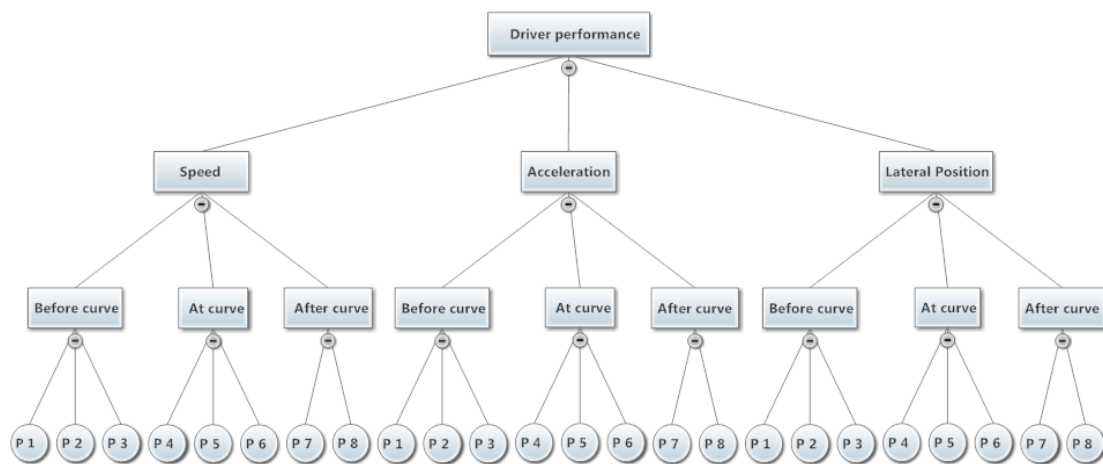 Driver performance
Speed
Acceleration
Lateral Position
Before curve
At curve
After curve
Before curve
At curve
After curve
Before curve
At curve
After curve
P 1
P 2
P 3
P 4
P 5
P 6
P 7
P 8
P 1
P 2
P 3
P 4
P 5
P 6
P 7
P 8
P 1
P 2
P 3
P 4
P 5
P 6
P 7
P 8